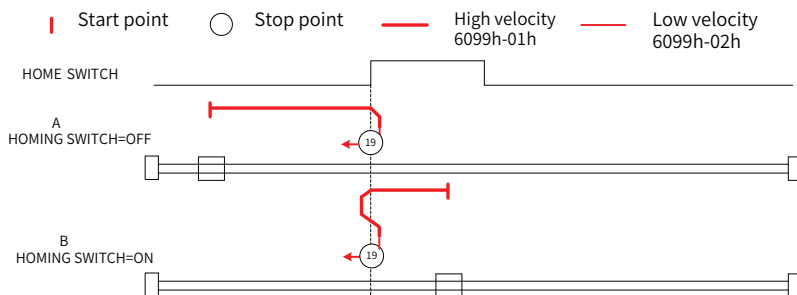 Start point
Stop point
High velocity
6099h-01h
Low velocity
6099h-02h
HOME SWITCH
A
HOMING SWITCH=OFF
19
B
HOMING SWITCH=ON
19